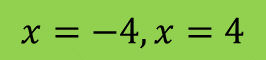 x = −4, x = 4